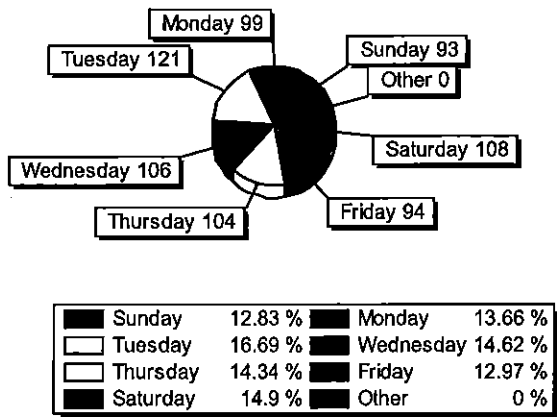 Monday 99
Sunday 93
Tuesday 121
Other 0
Saturday 108
Wednesday 106
Friday 94
Thursday 104
Sunday 12.83 % Monday 13.66 %
Tuesday 16.69 % Wednesday 14.62 %
Thursday 14.34 % Friday 12.97 %
Saturday 14.9 % Other 0 %